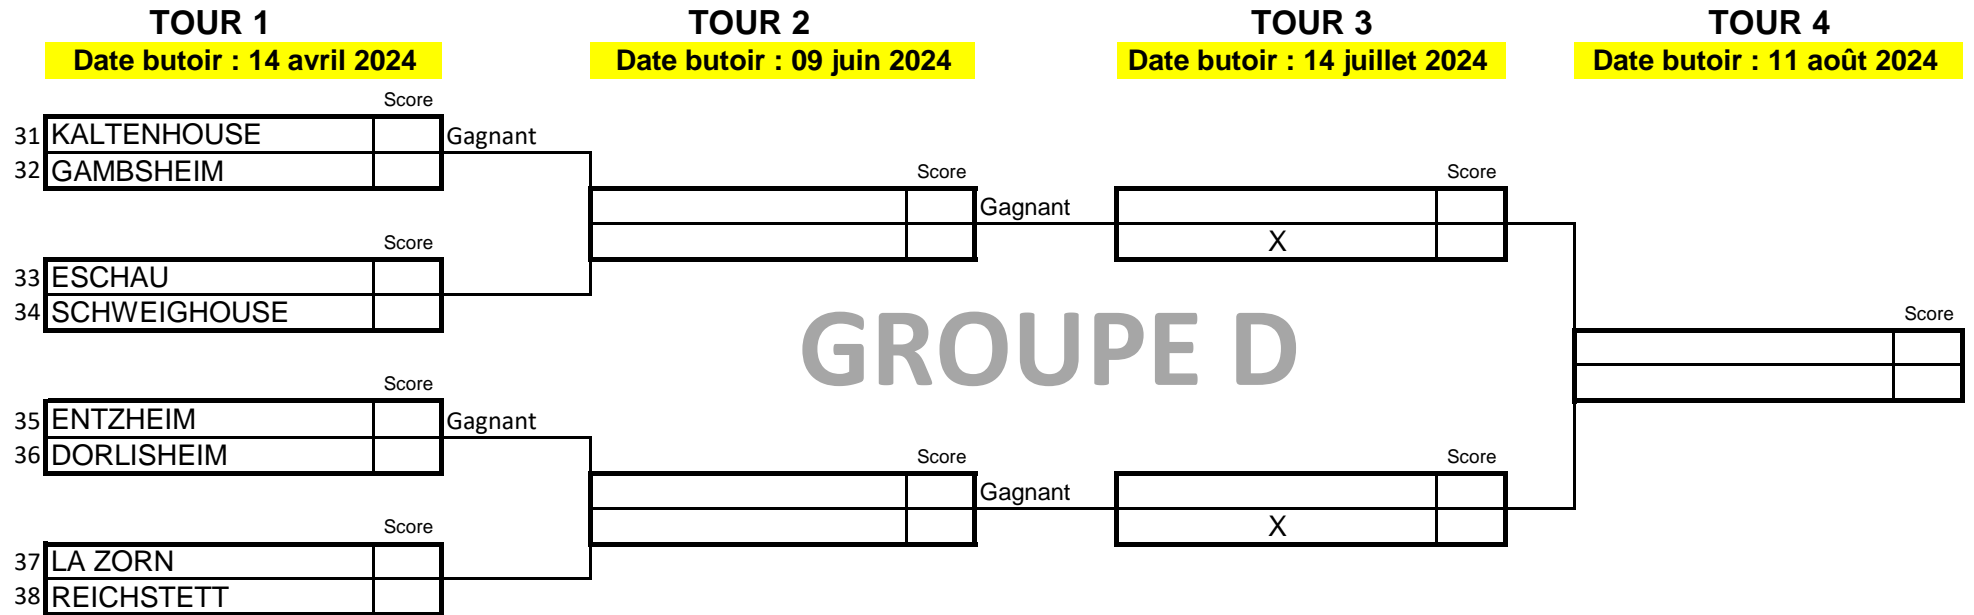 TOUR 1 TOUR 2 TOUR 3 TOUR 4
Date butoir : 14 avril 2024 Date butoir : 09 juin 2024 Date butoir : 14 juillet 2024 Date butoir : 11 août 2024
Score
31 KALTENHOUSE Gagnant
32 GAMBSHEIM Score Score
Gagnant
Score X
33 ESCHAU
34 SCHWEIGHOUSE Score
GROUPE D
Score
35 ENTZHEIM Gagnant
36 DORLISHEIM Score Score
Gagnant
Score X
37 LA ZORN
38 REICHSTETT